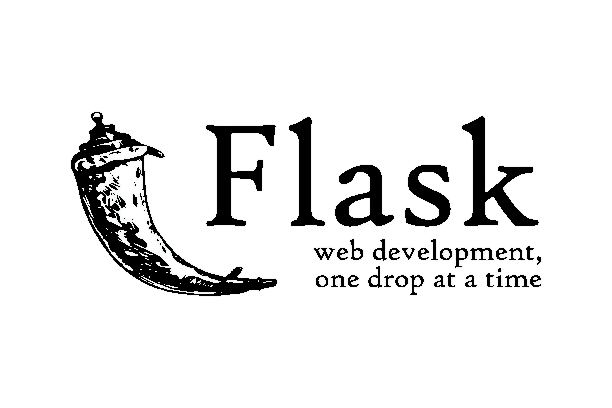 Flask
web development,
one drop at a time